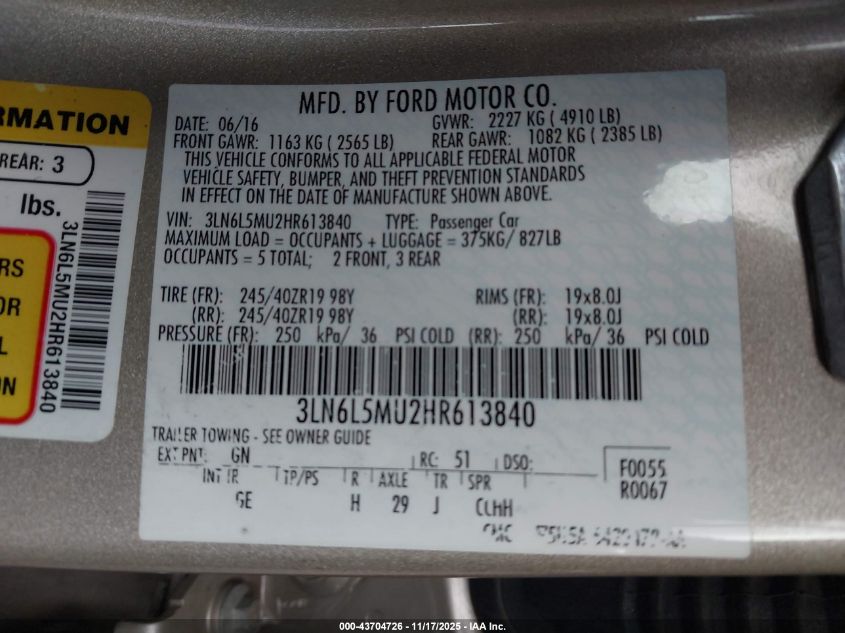 RMATION
REAR: 3
lbs.
RS
OR
L
ON
3LN6L5MU2HR613840
MFD. BY FORD MOTOR CO.
DATE: 06/16 GVWR: 2227 KG ( 4910 LB)
FRONT GAWR: 1163 KG ( 2565 LB) REAR GAWR: 1082 KG ( 2385 LB)
THIS VEHICLE CONFORMS TO ALL APPLICABLE FEDERAL MOTOR
VEHICLE SAFETY, BUMPER, AND THEFT PREVENTION STANDARDS
IN EFFECT ON THE DATE OF MANUFACTURE SHOWN ABOVE.
VIN: 3LN6L5MU2HR613840 TYPE: Passenger Car
MAXIMUM LOAD = OCCUPANTS + LUGGAGE = 375KG/ 827LB
OCCUPANTS = 5 TOTAL; 2 FRONT, 3 REAR
TIRE (FR): 245/40ZR19 98Y RIMS (FR): 19x8.0J
(RR): 245/40ZR19 98Y (RR): 19x8.0J
PRESSURE (FR): 250 kPa/ 36 PSI COLD (RR): 250 kPa/ 36 PSI COLD
3LN6L5MU2HR613840
TRAILER TOWING - SEE OWNER GUIDE
EXT PNT: GN RC: 51 DSO: F0055
INT TR TP/PS R AXLE TR SPR R0067
GE H 29 J CLHH
000-43704726 - 11/17/2025 - IAA Inc.